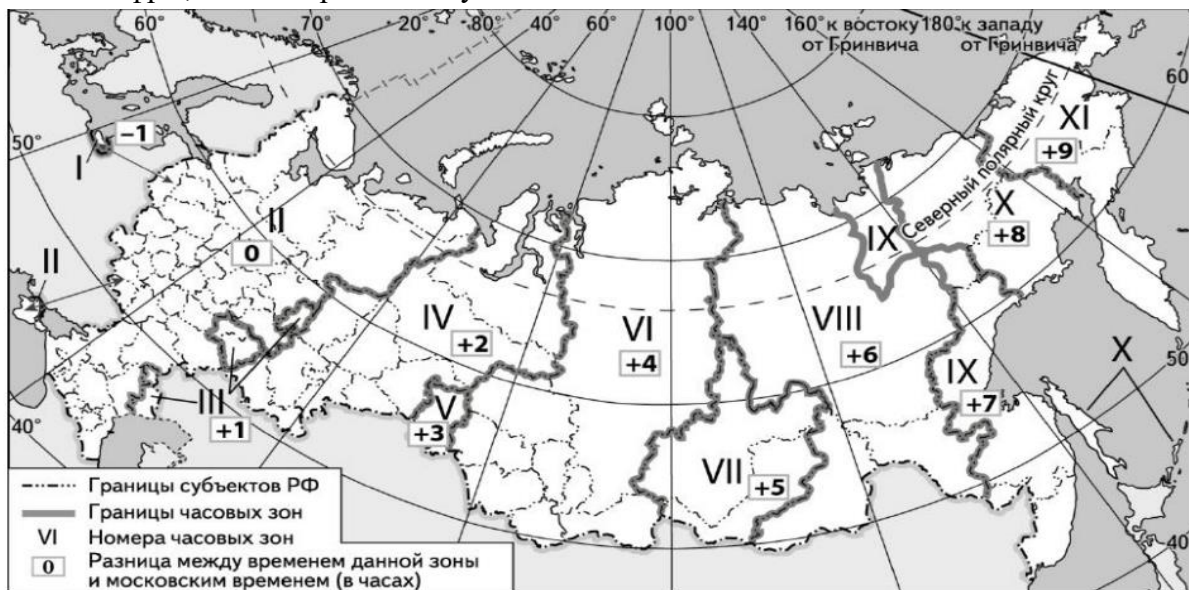 60°
70°
20°
40°
60°
80°
100°
120°
140°
160°
к востоку
от Гринвича
180°
к западу
от Гринвича
60°
50°
–1
I
Северный полярный круг
XI
+9
II
0
X
+8
IX
II
IV
+2
VI
+4
VIII
+6
X
50°
IX
+7
III
+1
V
+3
40°
VII
+5
40°
Границы субъектов РФ
Границы часовых зон
VI Номера часовых зон
0 Разница между временем данной зоны
и московским временем (в часах)